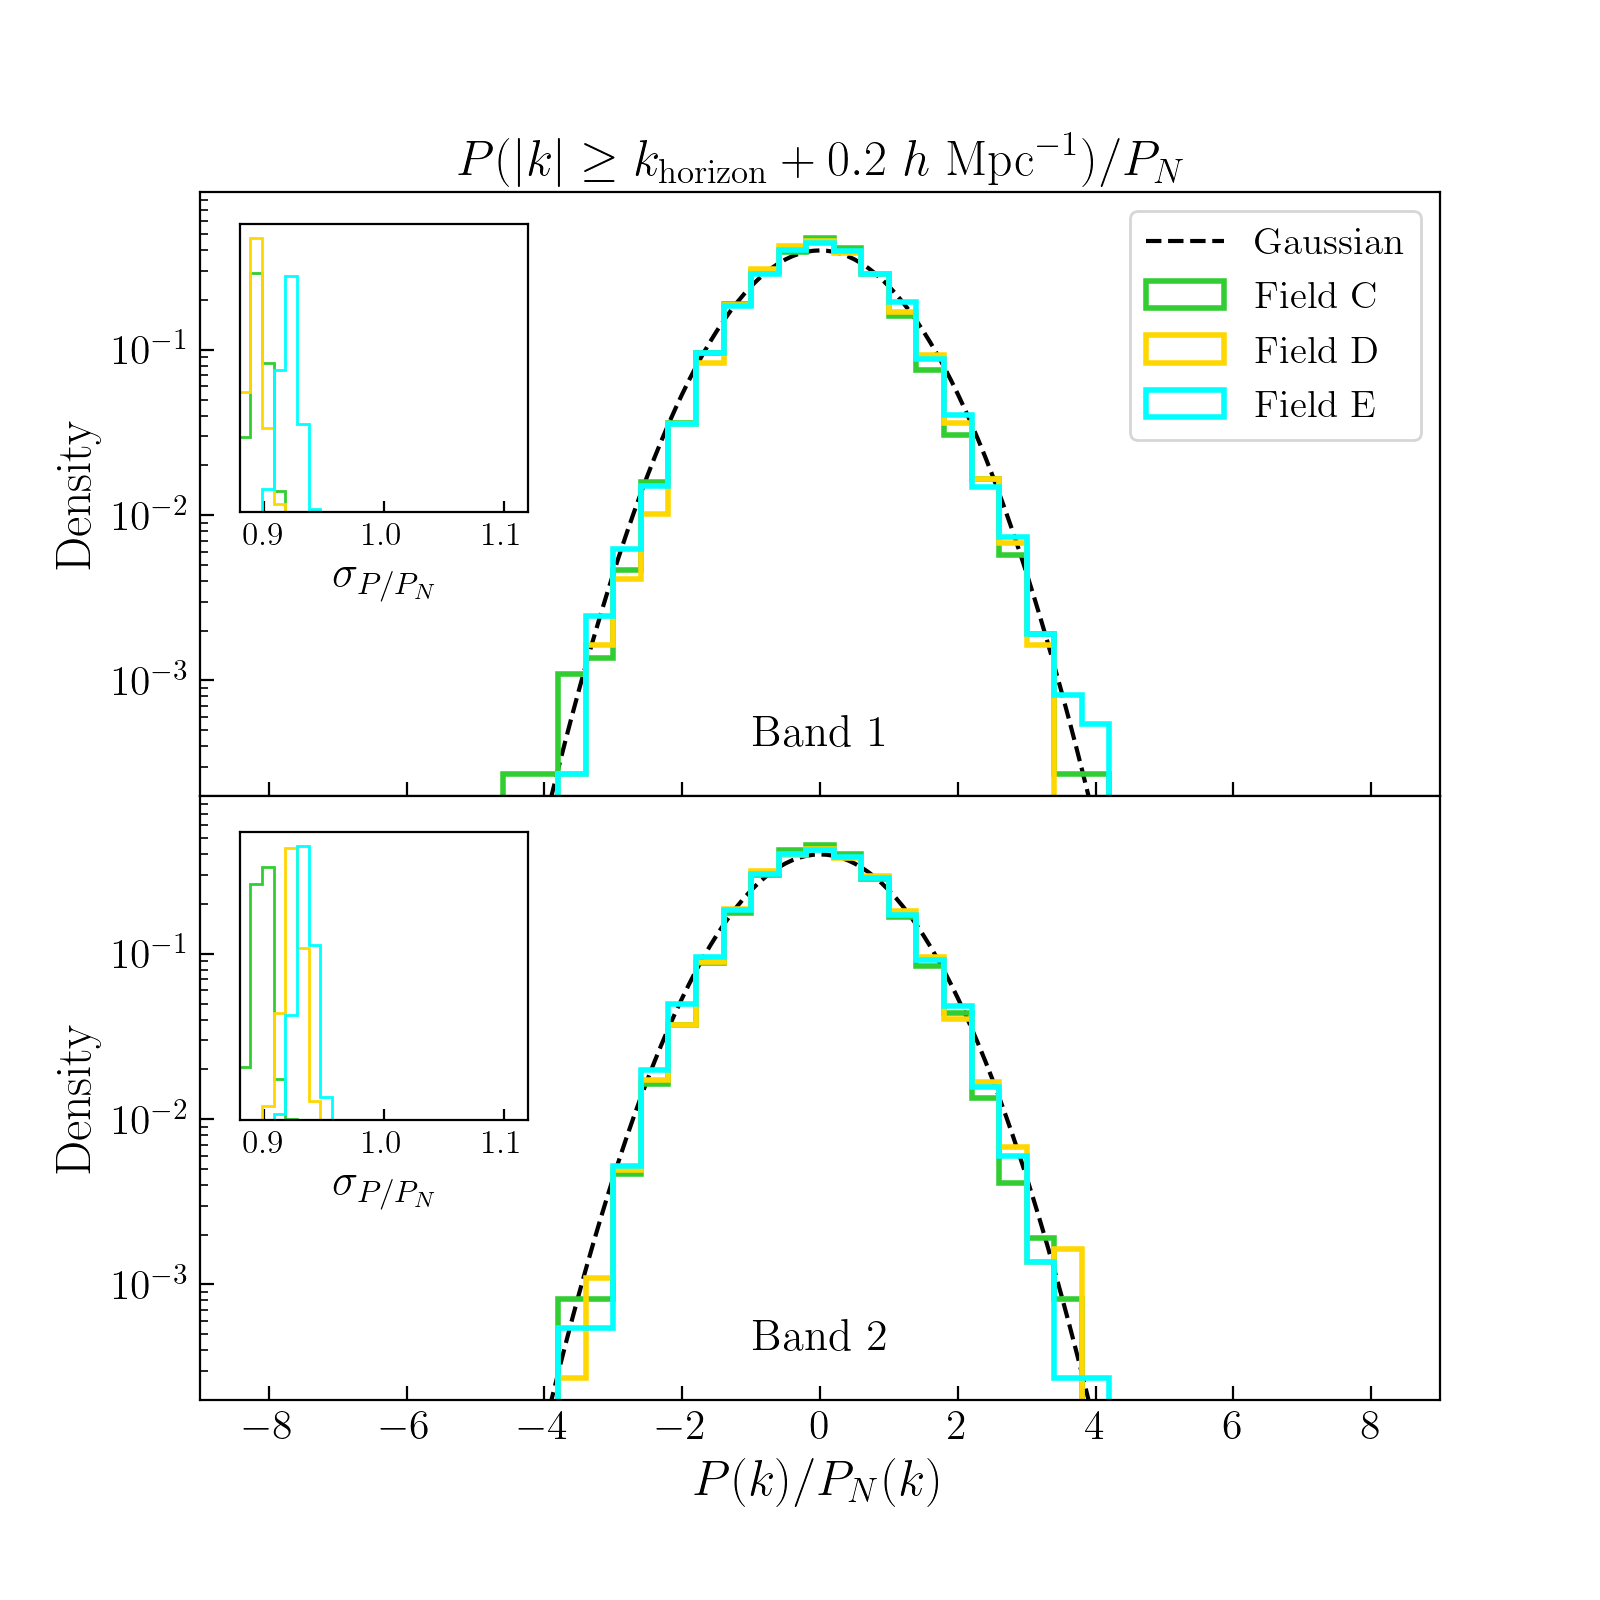 P(|k| ≥ k_horizon + 0.2 h Mpc⁻¹)/P_N
Gaussian
Field C
Field D
Field E
10⁻¹
10⁻²
10⁻³
Density
0.9 1.0 1.1
σ_P/P_N
Band 1
10⁻¹
10⁻²
10⁻³
Density
0.9 1.0 1.1
σ_P/P_N
Band 2
−8 −6 −4 −2 0 2 4 6 8
P(k)/P_N(k)